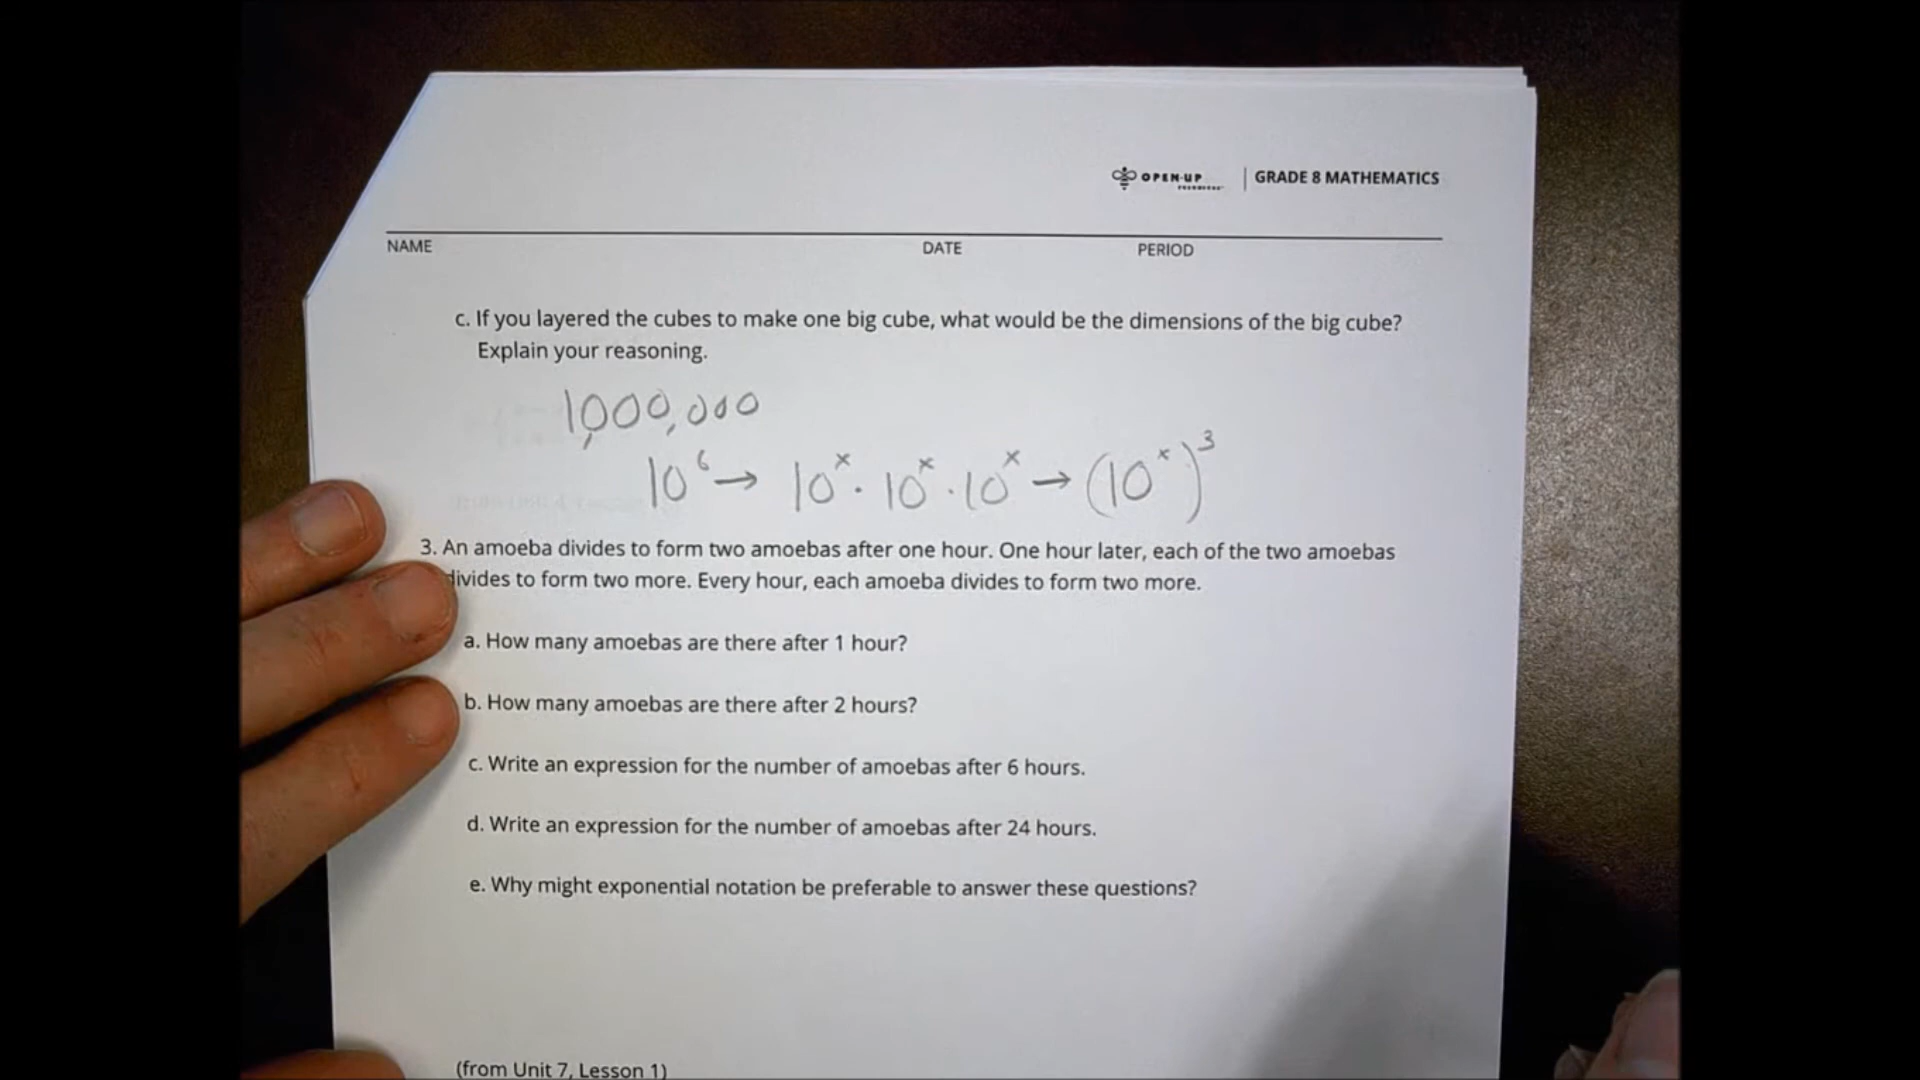 OPEN-UP
GRADE 8 MATHEMATICS
NAME DATE PERIOD
c. If you layered the cubes to make one big cube, what would be the dimensions of the big cube?
Explain your reasoning.
1,000,000
10⁶ → 10ˣ · 10ˣ · 10ˣ → (10ˣ)³
3. An amoeba divides to form two amoebas after one hour. One hour later, each of the two amoebas
divides to form two more. Every hour, each amoeba divides to form two more.
a. How many amoebas are there after 1 hour?
b. How many amoebas are there after 2 hours?
c. Write an expression for the number of amoebas after 6 hours.
d. Write an expression for the number of amoebas after 24 hours.
e. Why might exponential notation be preferable to answer these questions?
(from Unit 7, Lesson 1)